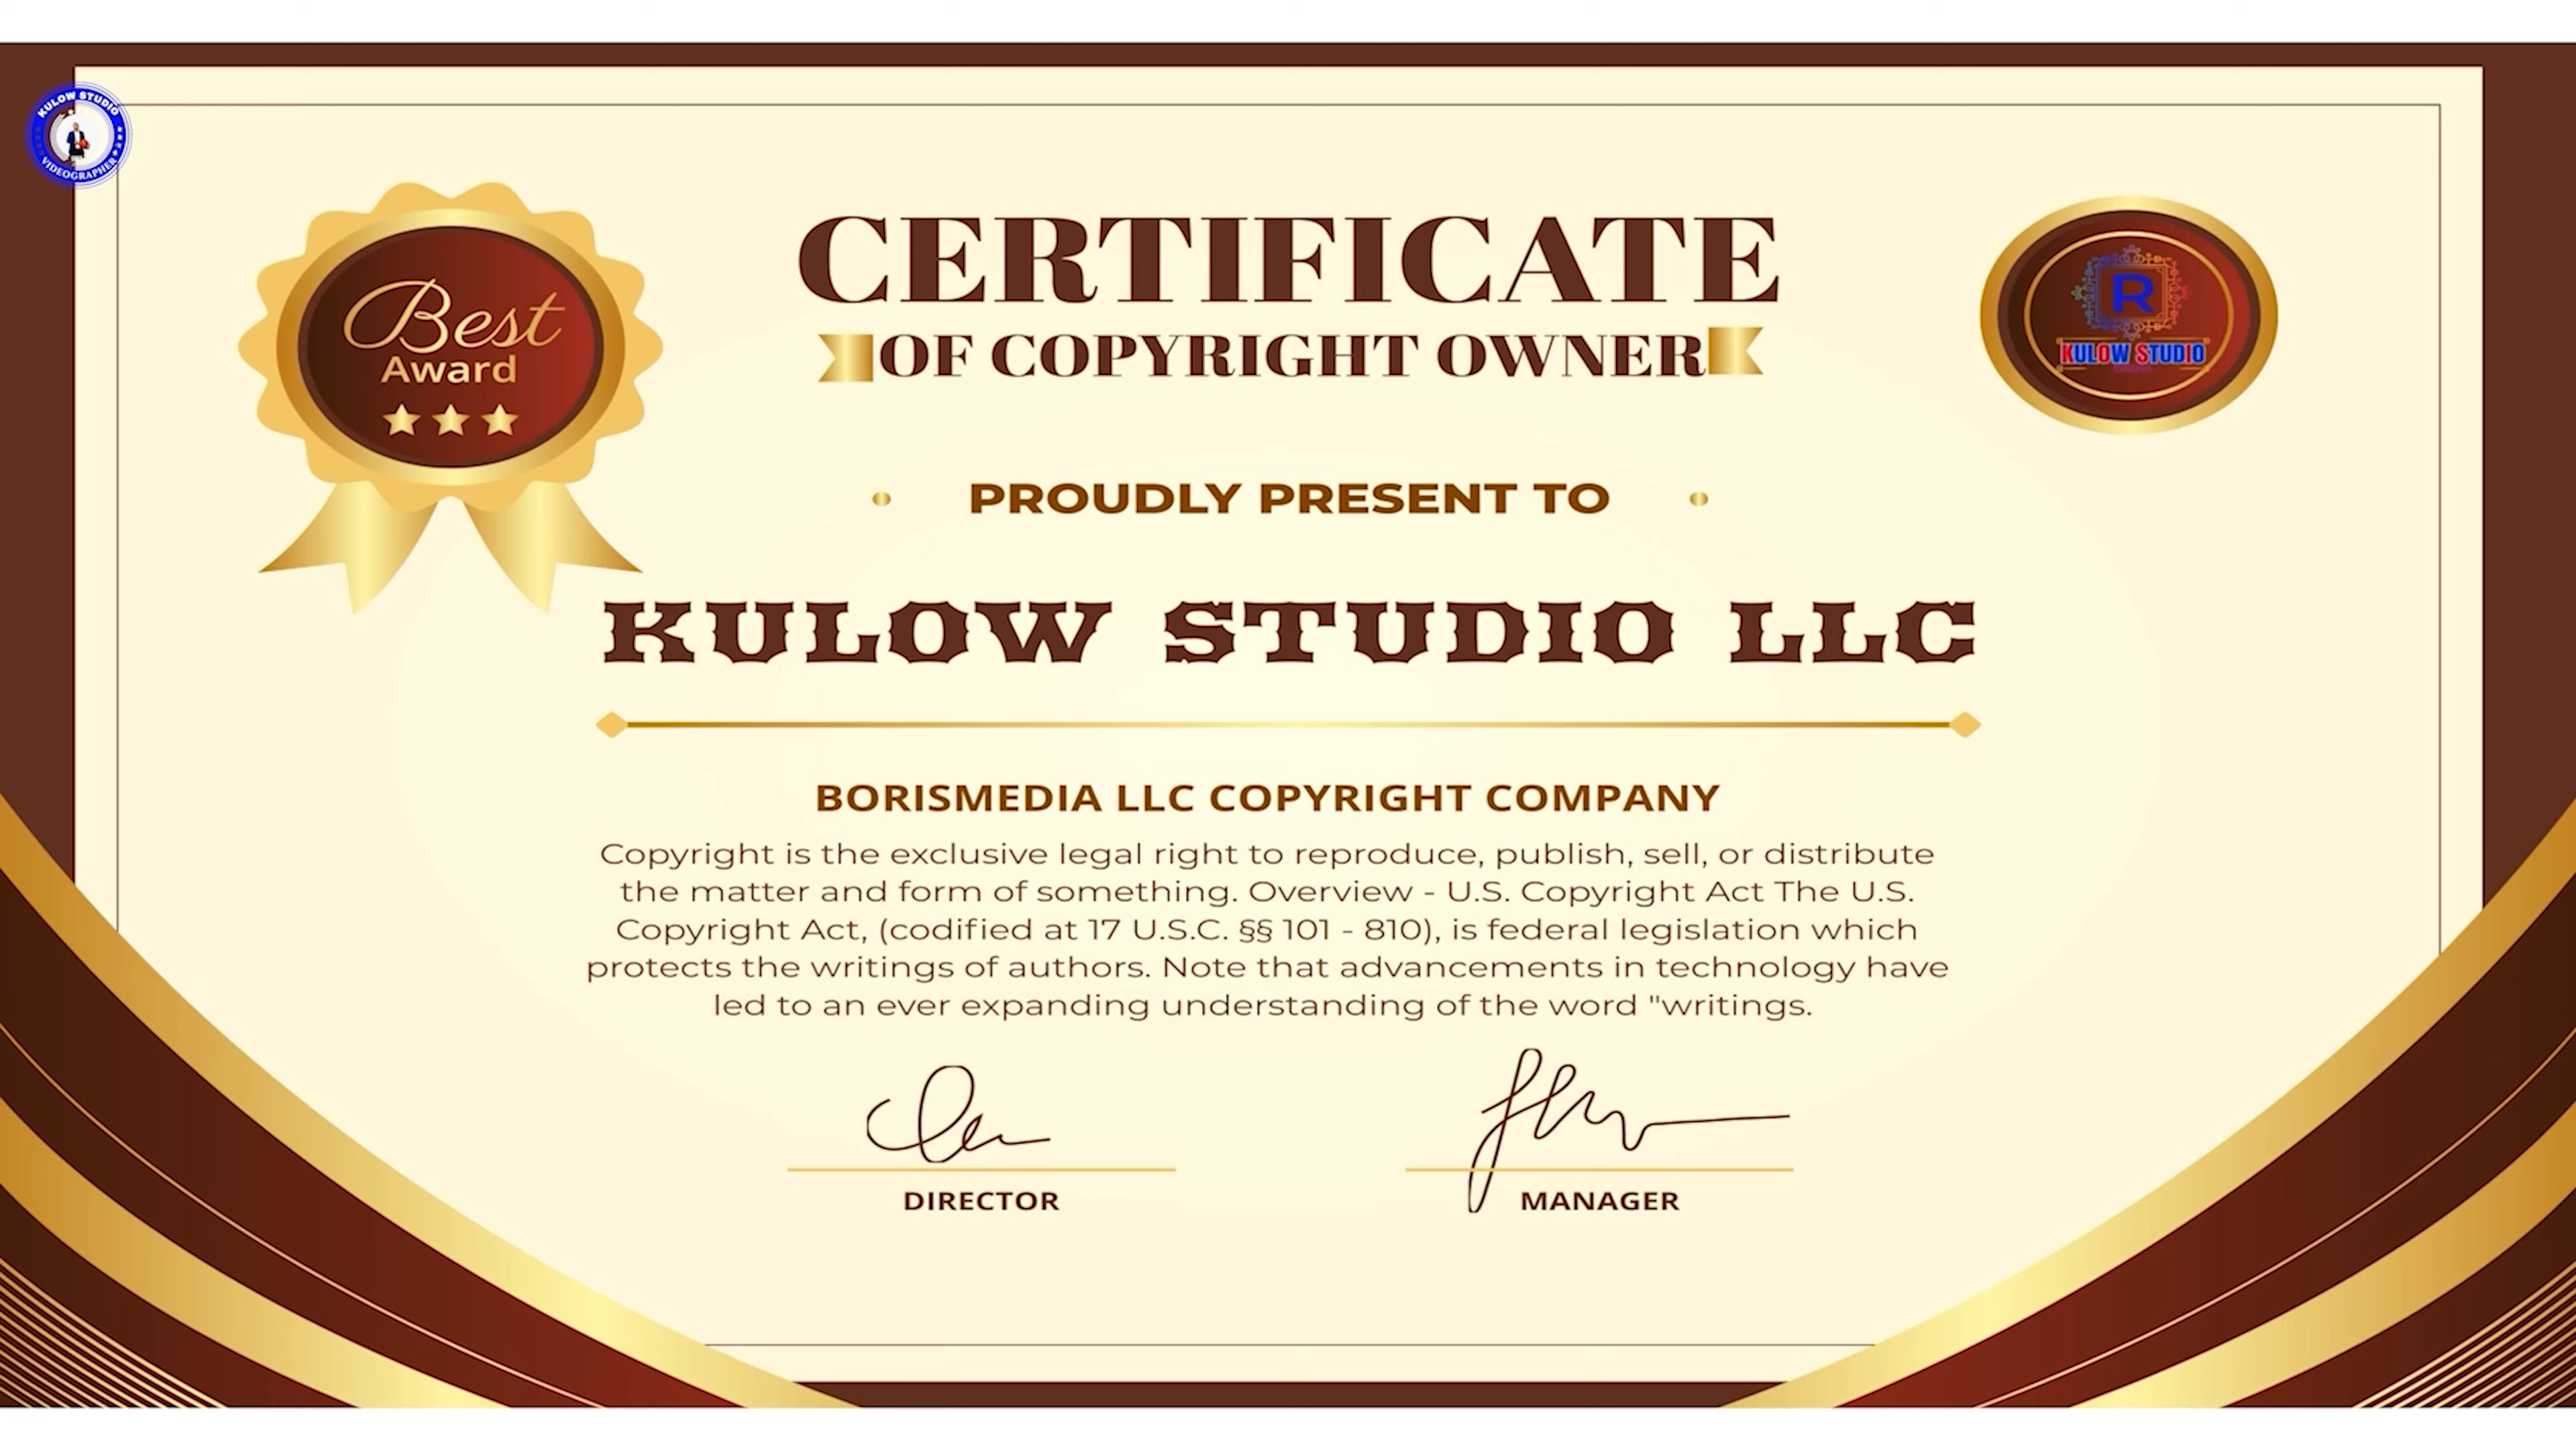 KULOW STUDIO
VIDEOGRAPHER
Best
Award
CERTIFICATE
OF COPYRIGHT OWNER
R
KULOW STUDIO
PROUDLY PRESENT TO
KULOW STUDIO LLC
BORISMEDIA LLC COPYRIGHT COMPANY
Copyright is the exclusive legal right to reproduce, publish, sell, or distribute
the matter and form of something. Overview - U.S. Copyright Act The U.S.
Copyright Act, (codified at 17 U.S.C. §§ 101 - 810), is federal legislation which
protects the writings of authors. Note that advancements in technology have
led to an ever expanding understanding of the word "writings.
DIRECTOR
MANAGER